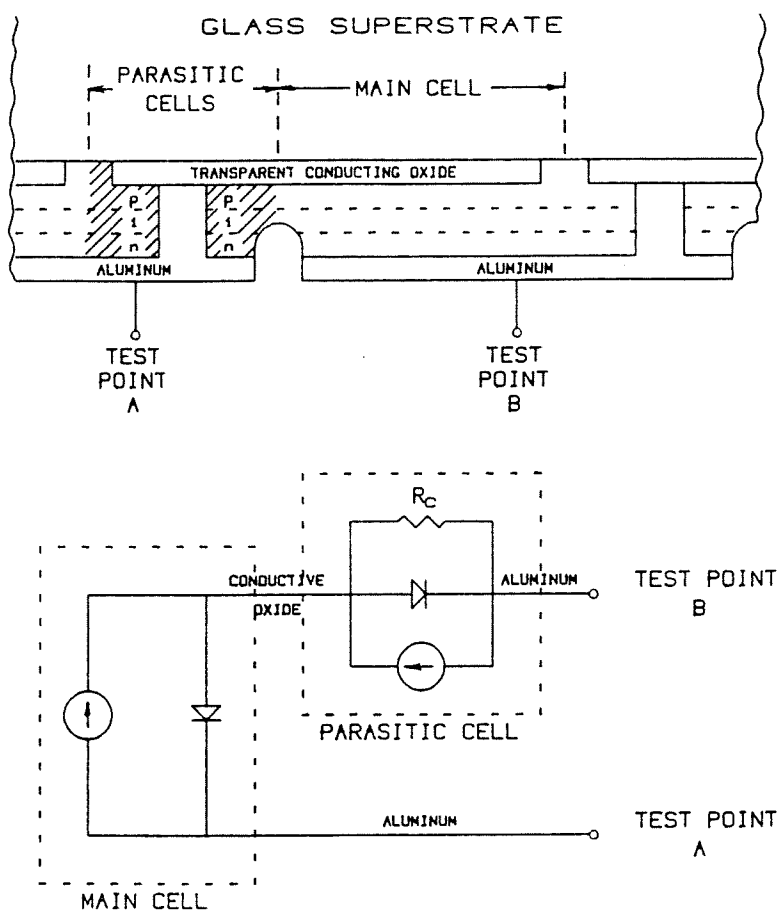 GLASS SUPERSTRATE
PARASITIC
CELLS
MAIN CELL
TRANSPARENT CONDUCTING OXIDE
P
i
n
P
i
n
ALUMINUM
ALUMINUM
TEST
POINT
A
TEST
POINT
B
Rc
CONDUCTIVE
OXIDE
ALUMINUM
TEST POINT
B
PARASITIC CELL
ALUMINUM
TEST POINT
A
MAIN CELL